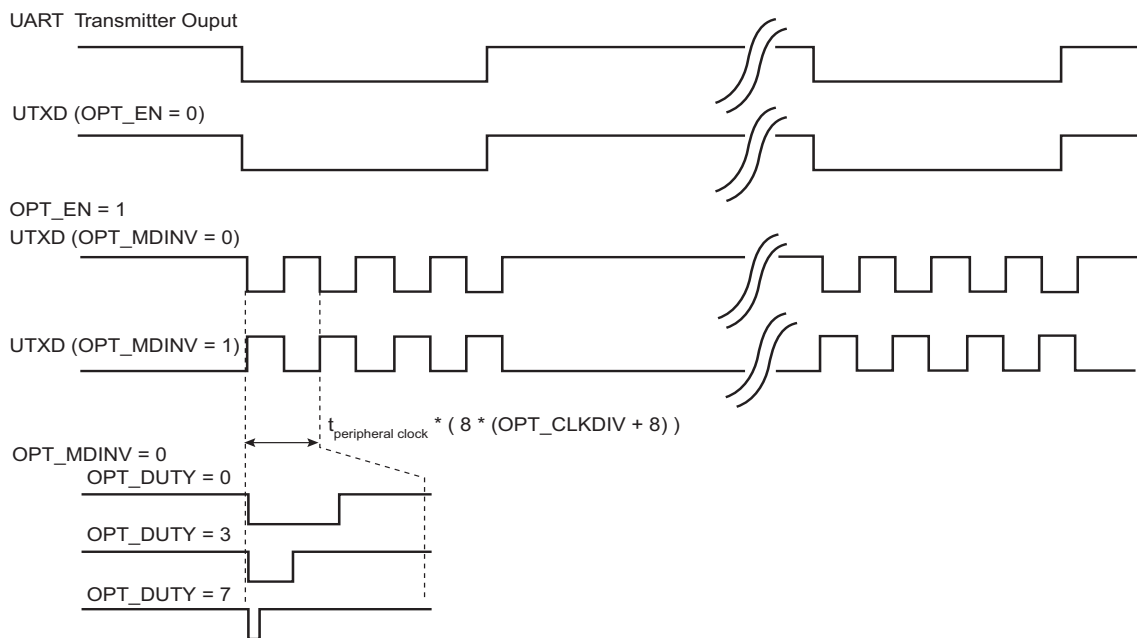 UART Transmitter Ouput
UTXD (OPT_EN = 0)
OPT_EN = 1
UTXD (OPT_MDINV = 0)
UTXD (OPT_MDINV = 1)
t peripheral clock * ( 8 * (OPT_CLKDIV + 8) )
OPT_MDINV = 0
OPT_DUTY = 0
OPT_DUTY = 3
OPT_DUTY = 7